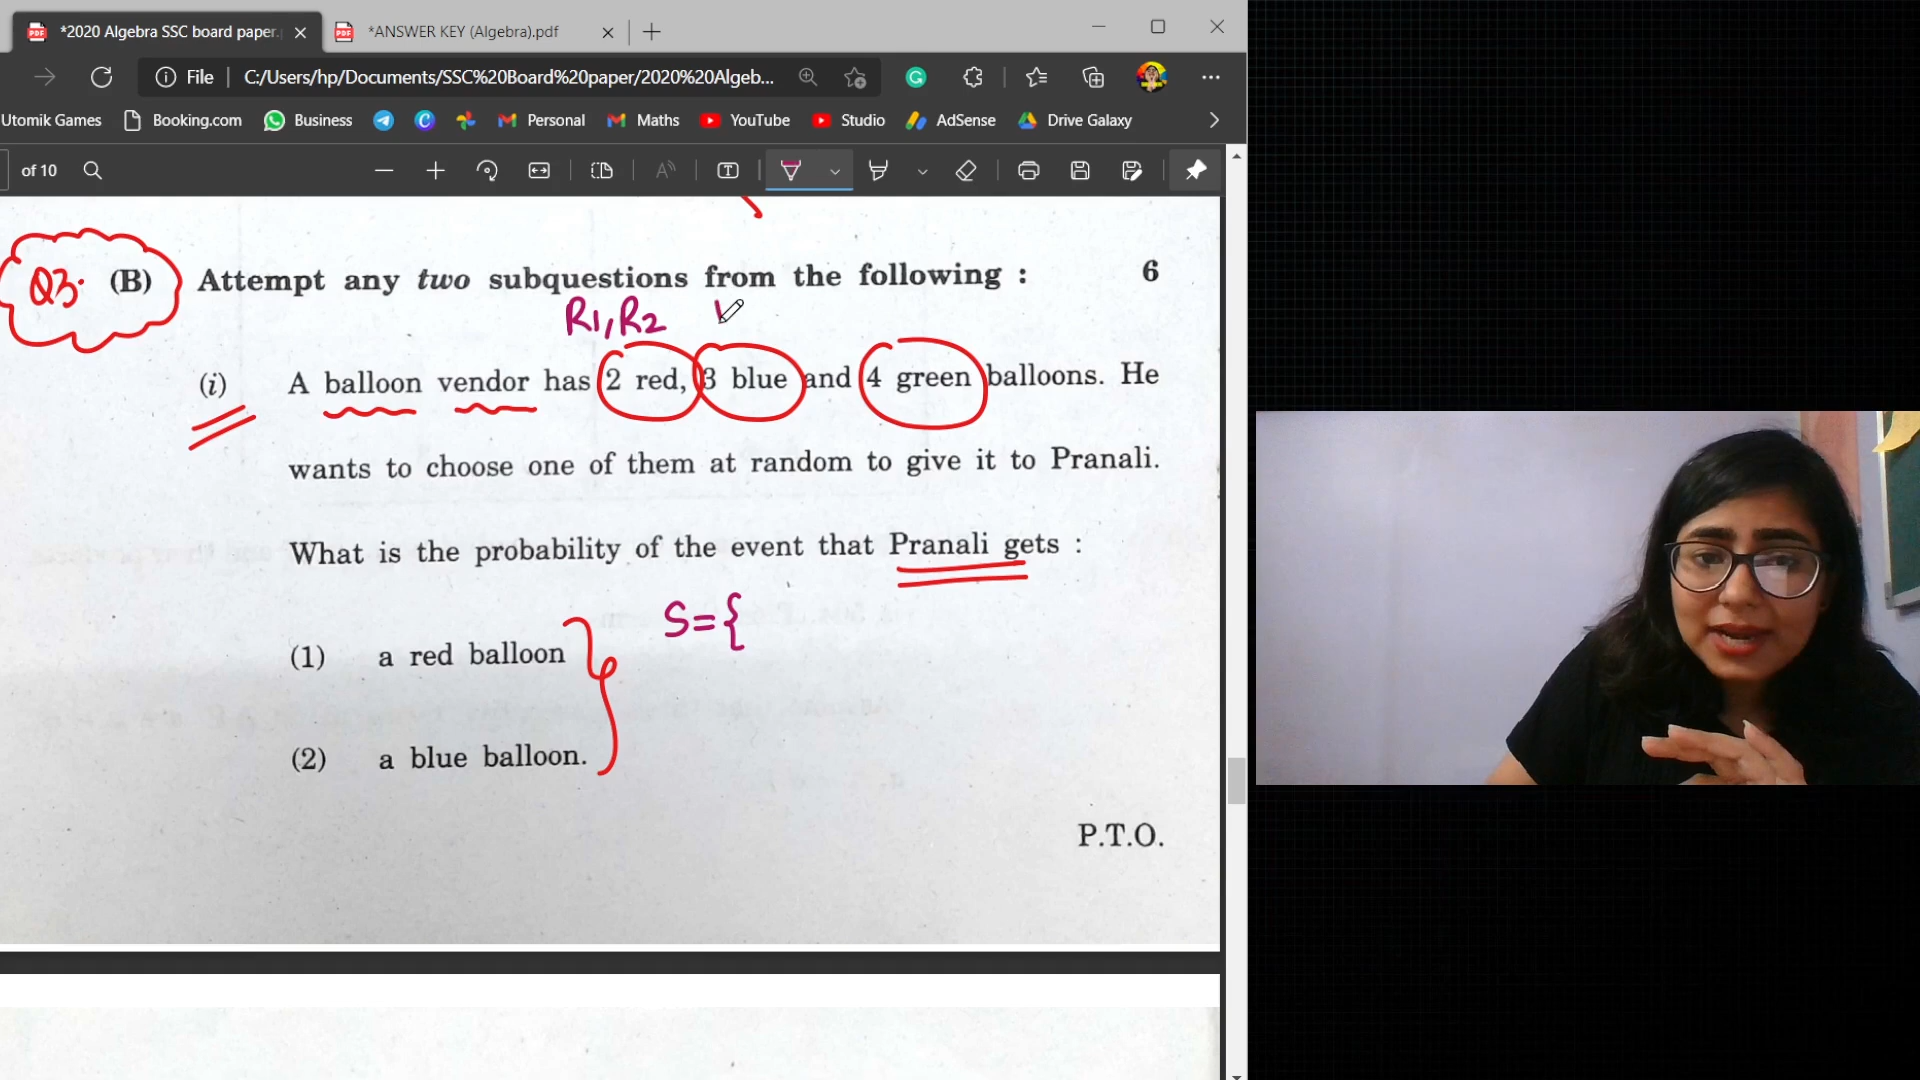 *2020 Algebra SSC board paper.
*ANSWER KEY (Algebra).pdf
File
C:/Users/hp/Documents/SSC%20Board%20paper/2020%20Algeb...
Utomik Games
Booking.com
Business
Personal
Maths
YouTube
Studio
AdSense
Drive Galaxy
of 10
Q3. (B) Attempt any two subquestions from the following : 6
R1, R2
(i) A balloon vendor has 2 red, 3 blue and 4 green balloons. He
wants to choose one of them at random to give it to Pranali.
What is the probability of the event that Pranali gets :
S={
(1) a red balloon
(2) a blue balloon.
P.T.O.